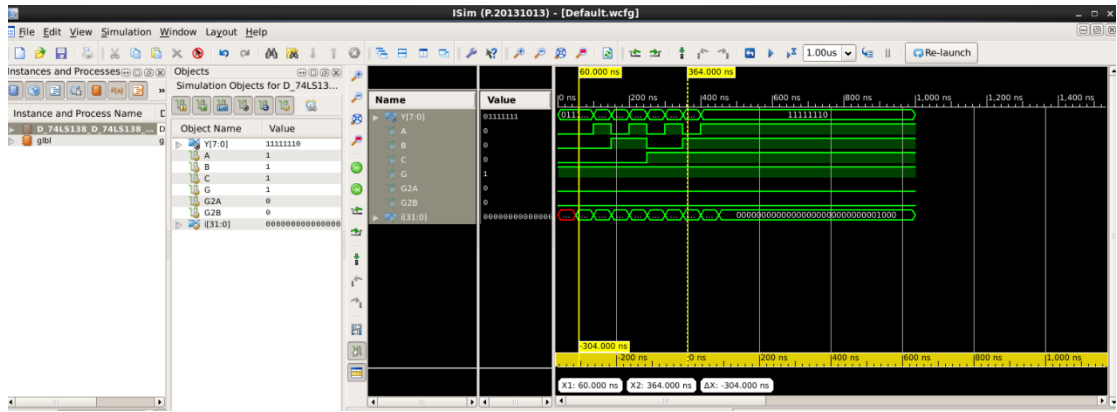 ISim (P.20131013) - [Default.wcfg]
File Edit View Simulation Window Layout Help
1.00us
Re-launch
Instances and Processes
Instance and Process Name
D_74LS138_D_74LS138_...
glbl
Objects
Simulation Objects for D_74LS13...
Object Name Value
Y[7:0] 11111110
A 1
B 1
C 1
G 1
G2A 0
G2B 0
i[31:0] 0000000000000000
Name Value
Y[7:0] 01111111
A 0
B 0
C 0
G 1
G2A 0
G2B 0
i[31:0] 00000000000000
60.000 ns 364.000 ns
0 ns 200 ns 400 ns 600 ns 800 ns 1,000 ns 1,200 ns 1,400 ns
011... ... ... ... ... ... ... 11111110
... ... ... ... ... ... ... ... 00000000000000000000000000001000
-304.000 ns
-200 ns 0 ns 200 ns 400 ns 600 ns 800 ns 1,000 ns
X1: 60.000 ns X2: 364.000 ns ΔX: -304.000 ns